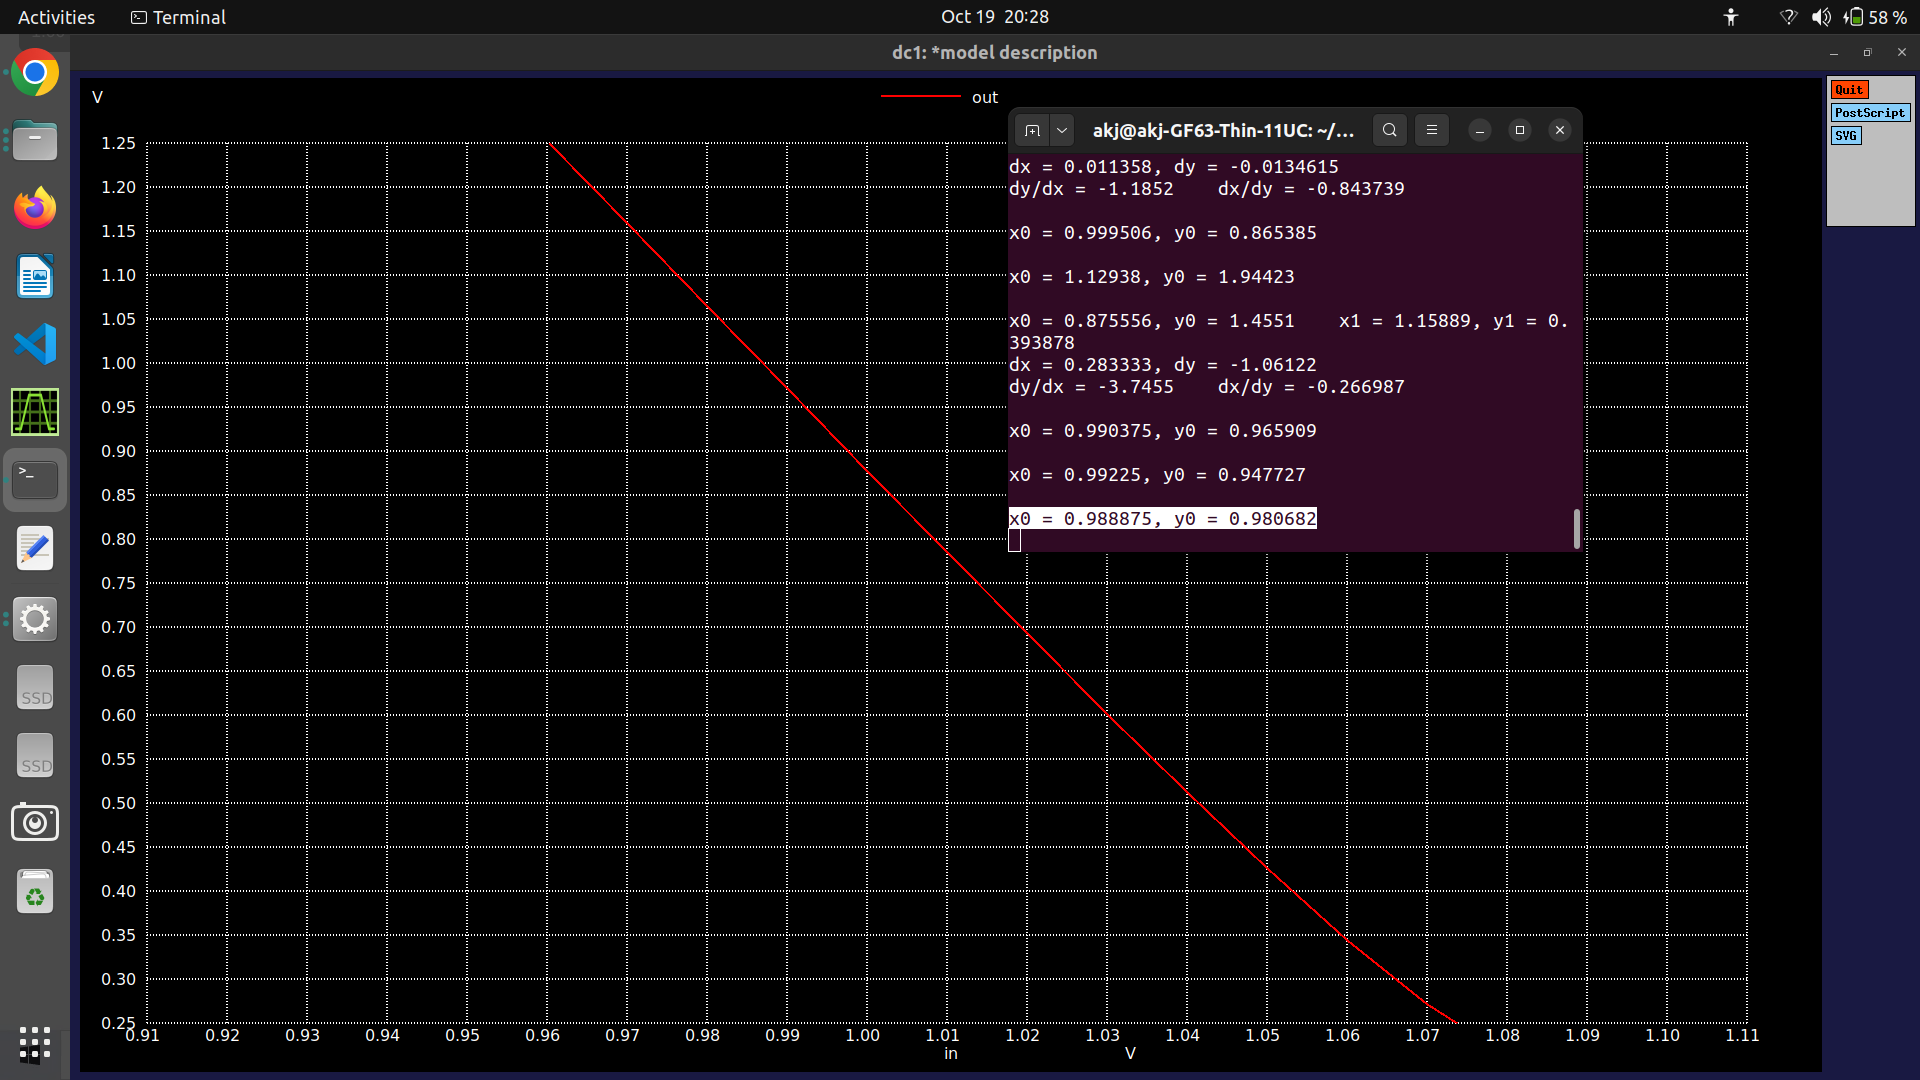 Activities
Terminal
Oct 19 20:28
58 %
dc1: *model description
V
out
Quit
PostScript
SVG
1.25
1.20
1.15
1.10
1.05
1.00
0.95
0.90
0.85
0.80
0.75
0.70
0.65
0.60
0.55
0.50
0.45
0.40
0.35
0.30
0.25
akj@akj-GF63-Thin-11UC: ~/...
dx = 0.011358, dy = -0.0134615
dy/dx = -1.1852    dx/dy = -0.843739
x0 = 0.999506, y0 = 0.865385
x0 = 1.12938, y0 = 1.94423
x0 = 0.875556, y0 = 1.4551    x1 = 1.15889, y1 = 0.
393878
dx = 0.283333, dy = -1.06122
dy/dx = -3.7455    dx/dy = -0.266987
x0 = 0.990375, y0 = 0.965909
x0 = 0.99225, y0 = 0.947727
x0 = 0.988875, y0 = 0.980682
SSD
SSD
0.91 0.92 0.93 0.94 0.95 0.96 0.97 0.98 0.99 1.00 1.01 1.02 1.03 1.04 1.05 1.06 1.07 1.08 1.09 1.10 1.11
in
V